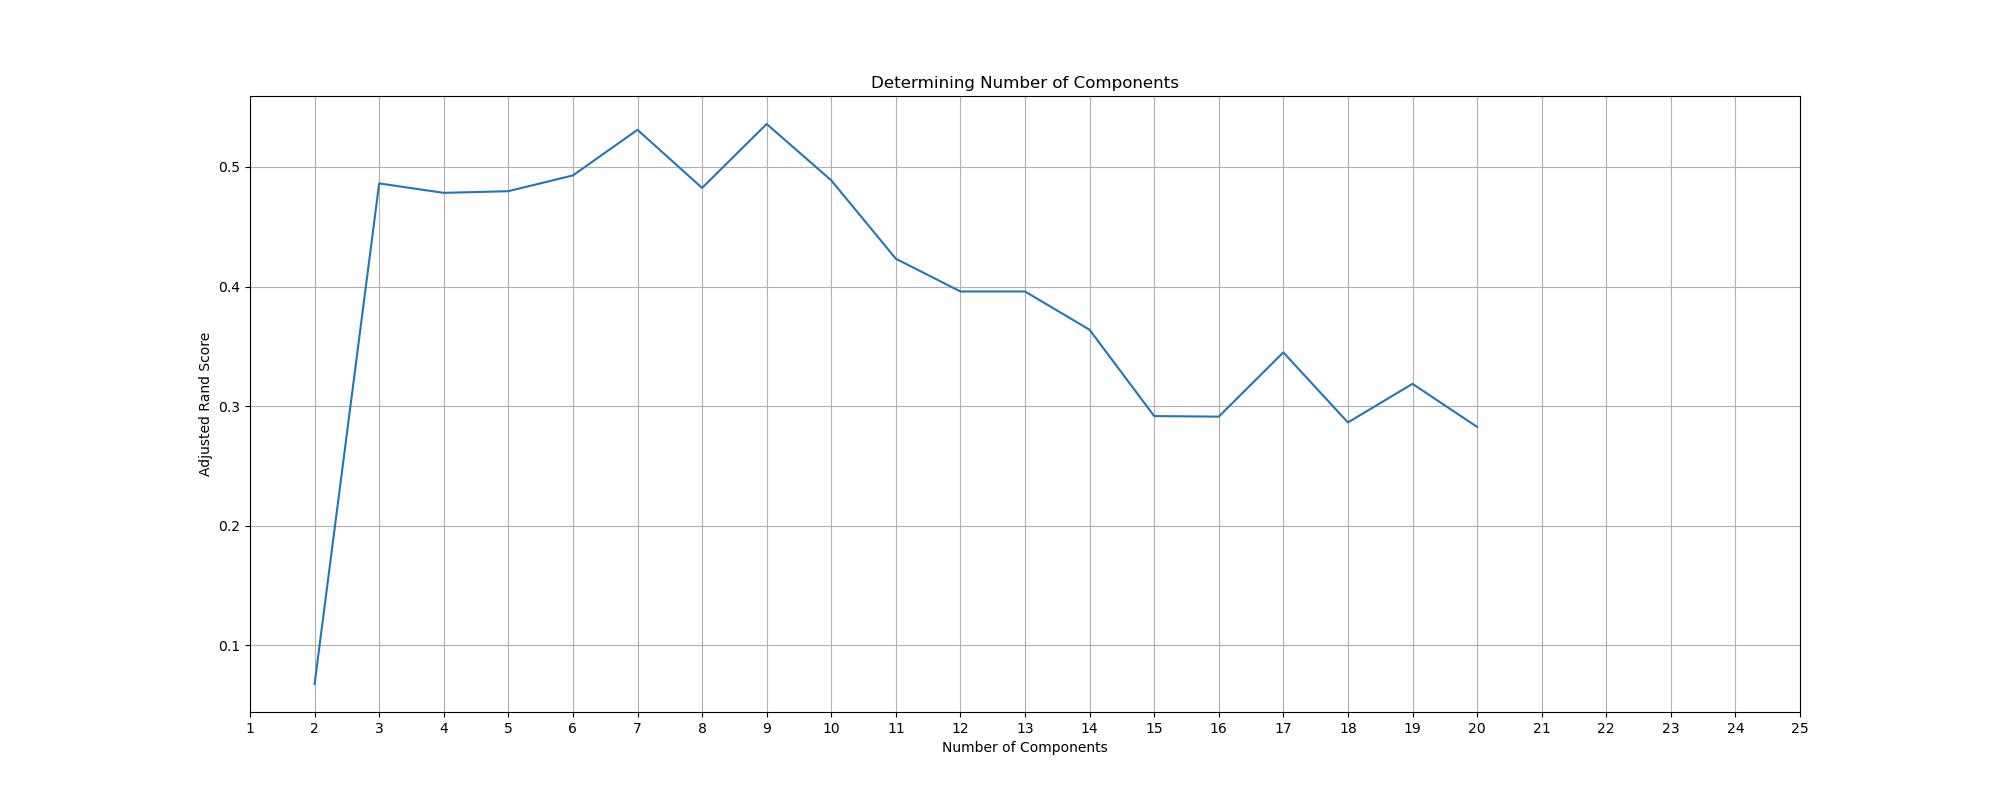 Determining Number of Components
Adjusted Rand Score
0.5
0.4
0.3
0.2
0.1
1 2 3 4 5 6 7 8 9 10 11 12 13 14 15 16 17 18 19 20 21 22 23 24 25
Number of Components